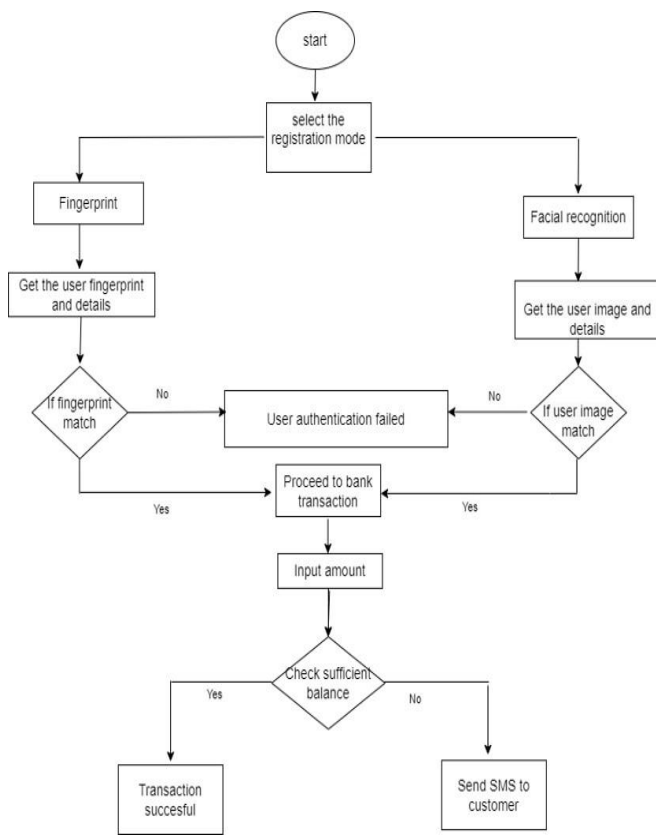 start
select the
registration mode
Fingerprint
Facial recognition
Get the user fingerprint
and details
Get the user image and
details
If fingerprint
match
No
User authentication failed
No
If user image
match
Proceed to bank
transaction
Yes
Yes
Input amount
Check sufficient
balance
Yes
No
Transaction
succesful
Send SMS to
customer